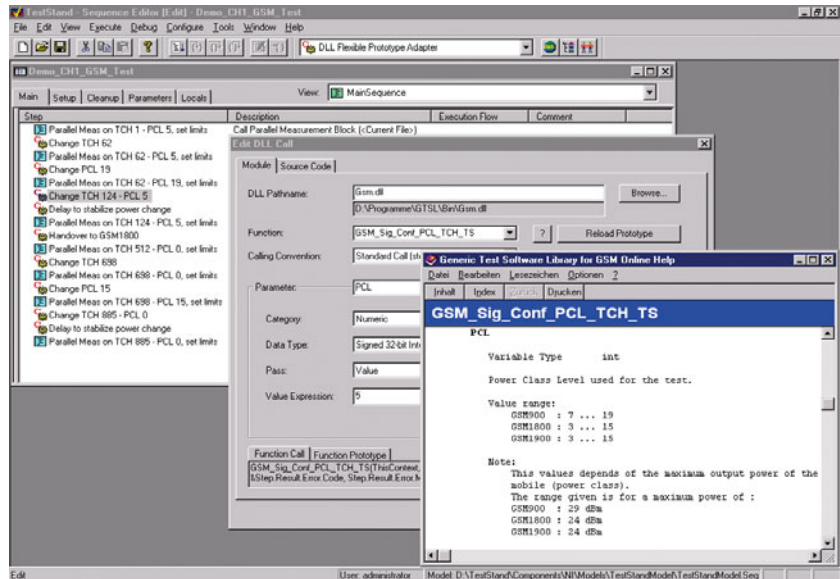 TestStand - Sequence Editor [Edit] - Demo_CH1_GSM_Test
File Edit View Execute Debug Configure Tools Window Help
DLL Flexible Prototype Adapter
Demo_CH1_GSM_Test
Main Setup Cleanup Parameters Locals View: MainSequence
Step Description Execution Flow Comment
Parallel Meas on TCH 1 - PCL 5, set limits Call Parallel Measurement Block (<Current File>)
Change TCH 62
Parallel Meas on TCH 62 - PCL 5, set limits
Change PCL 19
Parallel Meas on TCH 62 - PCL 19, set limits
Change TCH 124 - PCL 5
Delay to stabilize power change
Parallel Meas on TCH 124 - PCL 5, set limits
Handover to GSM1800
Parallel Meas on TCH 512 - PCL 0, set limits
Change TCH 698
Parallel Meas on TCH 698 - PCL 0, set limits
Change PCL 15
Parallel Meas on TCH 698 - PCL 15, set limits
Change TCH 885 - PCL 0
Delay to stabilize power change
Parallel Meas on TCH 885 - PCL 0, set limits
Edit DLL Call
Module Source Code
DLL Pathname: Gsm.dll Browse...
D:\Programme\GTSL\Bin\Gsm.dll
Function: GSM_Sig_Conf_PCL_TCH_TS ? Reload Prototype
Calling Convention: Standard Call (st
Parameter: PCL
Category: Numeric
Data Type: Signed 32-bit Int
Pass: Value
Value Expression: 5
Function Call Function Prototype
GSM_Sig_Conf_PCL_TCH_TS(ThisContext,
&Step.Result.Error.Code, Step.Result.Error.M
Generic Test Software Library for GSM Online Help
Datei Bearbeiten Lesezeichen Optionen ?
Inhalt Index Zurück Drucken
GSM_Sig_Conf_PCL_TCH_TS
PCL
Variable Type int
Power Class Level used for the test.
Value range:
GSM900 : 7 ... 19
GSM1800 : 3 ... 15
GSM1900 : 3 ... 15
Note:
This values depends of the maximum output power of the
mobile (power class).
The range given is for a maximum power of :
GSM900 : 29 dBm
GSM1800 : 24 dBm
GSM1900 : 24 dBm
Edit User: administrator Model: D:\TestStand\Components\NI\Models\TestStandModel\TestStandModel.Seq